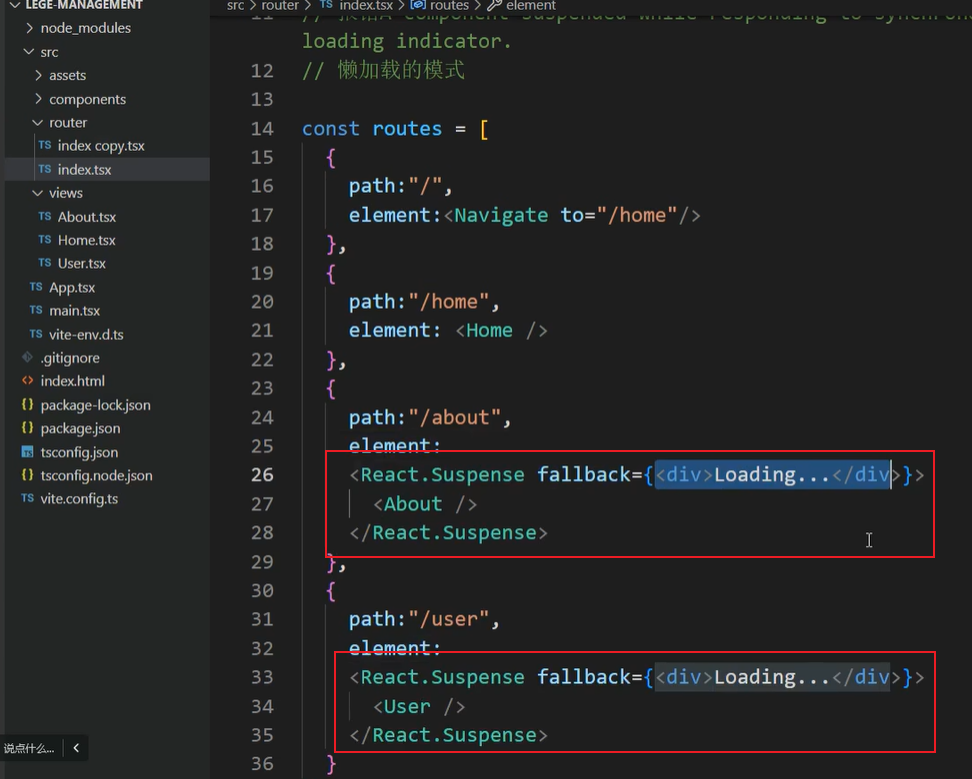 LEGE-MANAGEMENT
node_modules
src
assets
components
router
TS index copy.tsx
TS index.tsx
views
TS About.tsx
TS Home.tsx
TS User.tsx
TS App.tsx
TS main.tsx
TS vite-env.d.ts
.gitignore
<> index.html
{} package-lock.json
{} package.json
tsconfig.json
{} tsconfig.node.json
TS vite.config.ts
说点什么...
src > router > TS index.tsx > routes > element
11 // A component suspended while responding to synchron
loading indicator.
12 // 懒加载的模式
13
14 const routes = [
15 {
16 path:"/",
17 element:<Navigate to="/home"/>
18 },
19 {
20 path:"/home",
21 element: <Home />
22 },
23 {
24 path:"/about",
25 element:
26 <React.Suspense fallback={<div>Loading...</div>}>
27 <About />
28 </React.Suspense>
29 },
30 {
31 path:"/user",
32 element:
33 <React.Suspense fallback={<div>Loading...</div>}>
34 <User />
35 </React.Suspense>
36 }